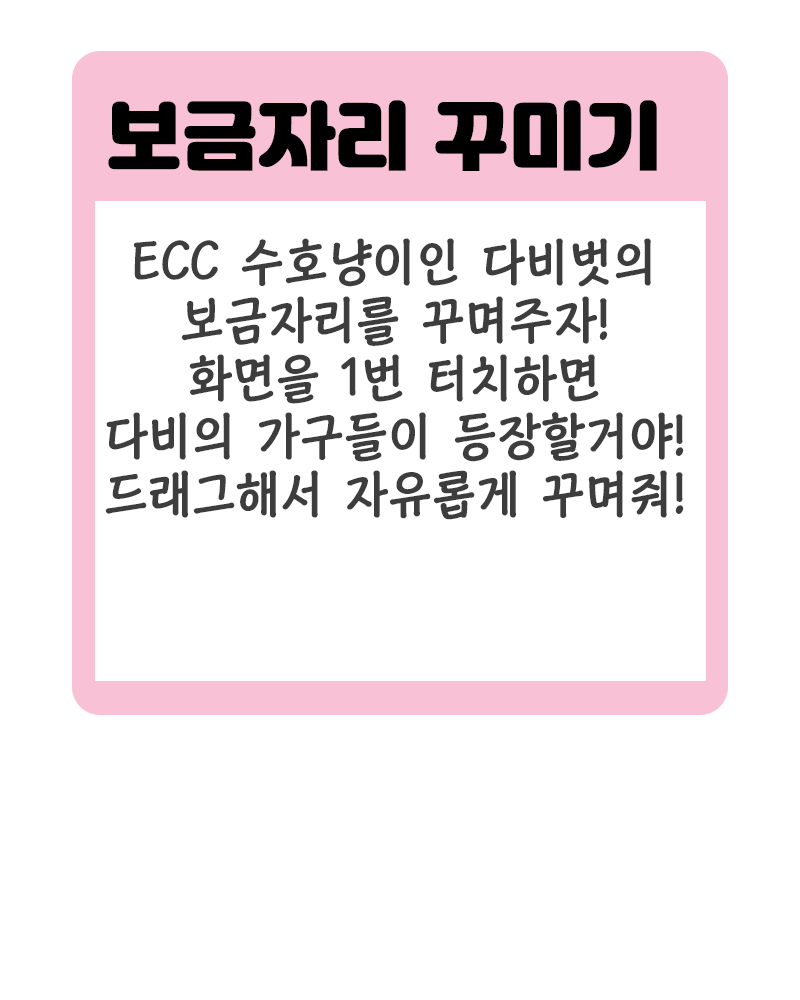 보금자리 꾸미기
ECC 수호냥이인 다비벗의
보금자리를 꾸며주자!
화면을 1번 터치하면
다비의 가구들이 등장할거야!
드래그해서 자유롭게 꾸며줘!